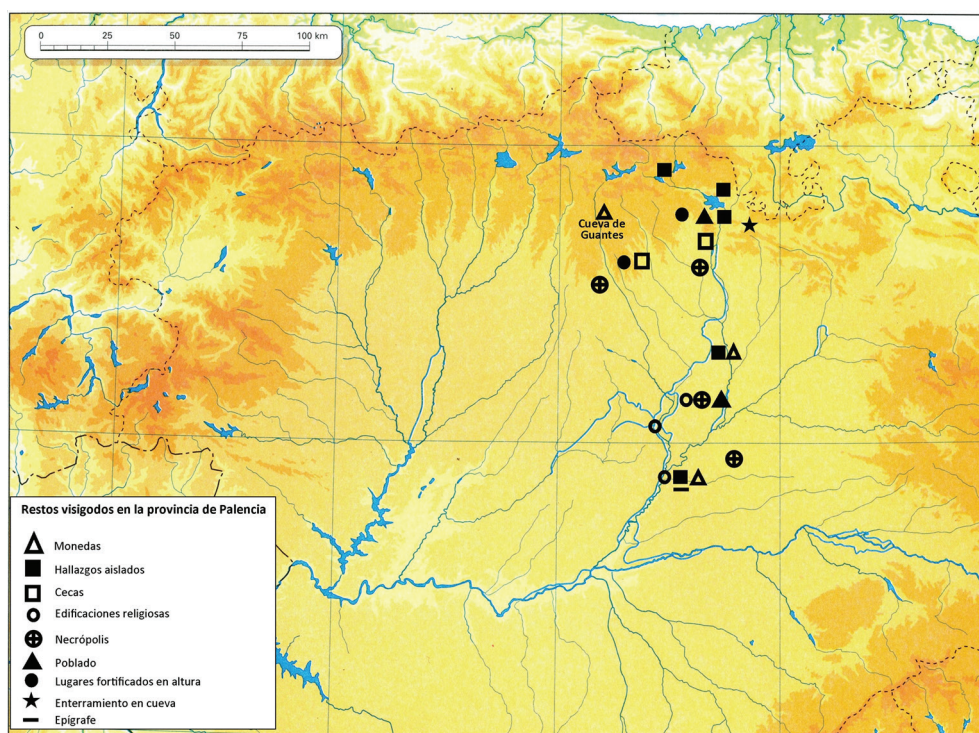 0 25 50 75 100 km
Cueva de
Guantes
Restos visigodos en la provincia de Palencia
Monedas
Hallazgos aislados
Cecas
Edificaciones religiosas
Necrópolis
Poblado
Lugares fortificados en altura
Enterramiento en cueva
Epígrafe